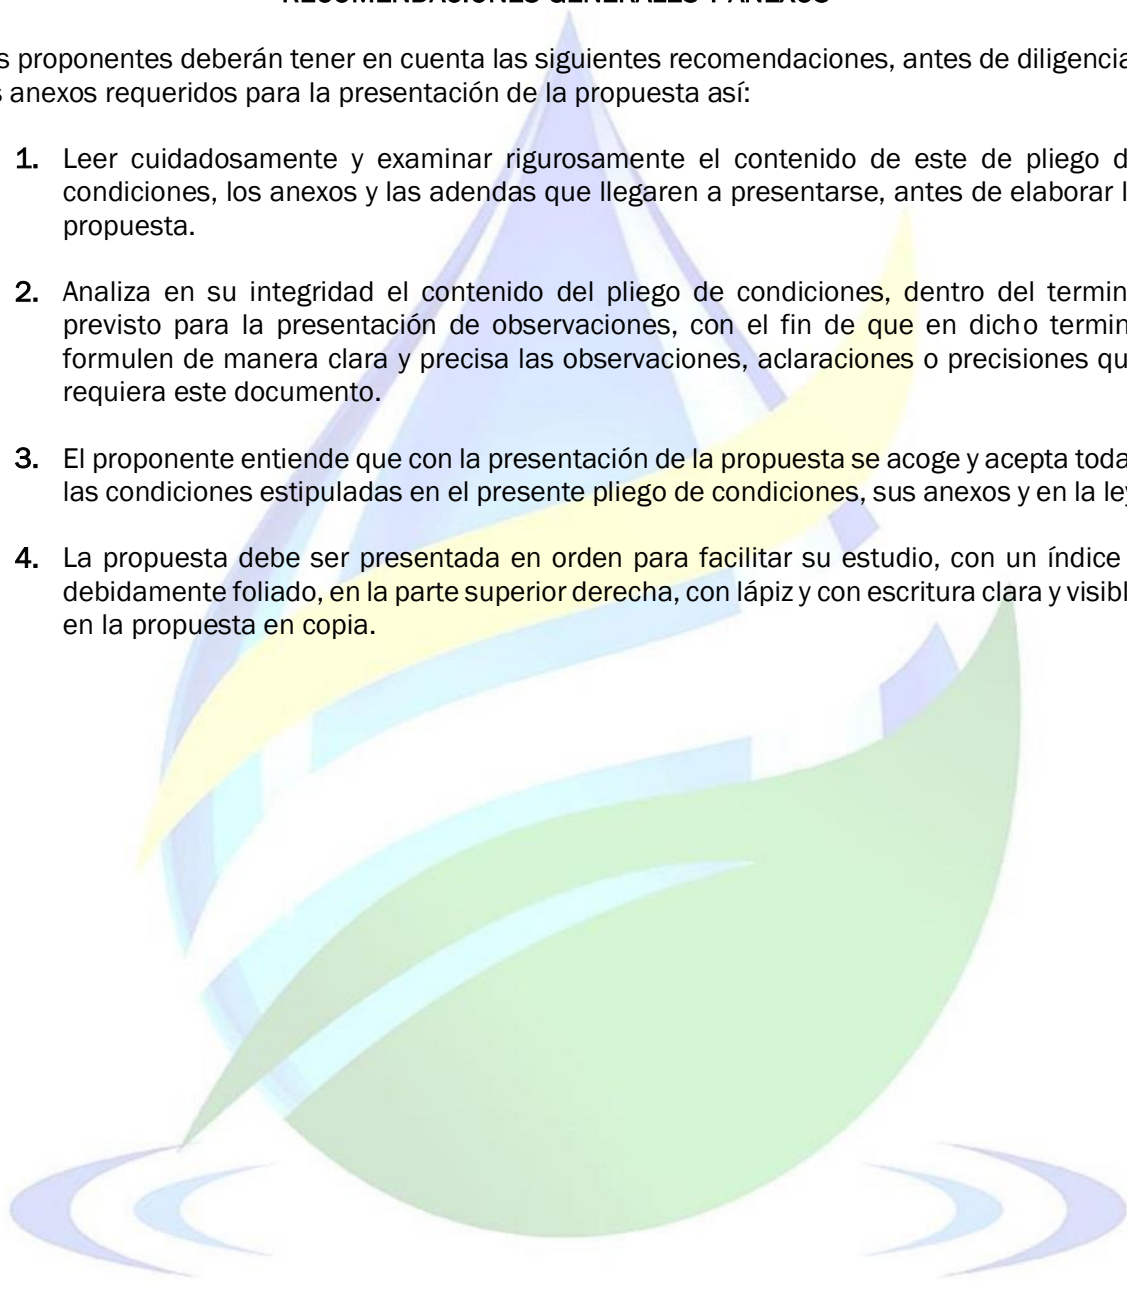 RECOMENDACIONES GENERALES Y ANEXOS
s proponentes deberán tener en cuenta las siguientes recomendaciones, antes de diligencia
s anexos requeridos para la presentación de la propuesta así:
1. Leer cuidadosamente y examinar rigurosamente el contenido de este de pliego d
condiciones, los anexos y las adendas que llegaren a presentarse, antes de elaborar l
propuesta.
2. Analiza en su integridad el contenido del pliego de condiciones, dentro del termin
previsto para la presentación de observaciones, con el fin de que en dicho termin
formulen de manera clara y precisa las observaciones, aclaraciones o precisiones qu
requiera este documento.
3. El proponente entiende que con la presentación de la propuesta se acoge y acepta toda
las condiciones estipuladas en el presente pliego de condiciones, sus anexos y en la ley
4. La propuesta debe ser presentada en orden para facilitar su estudio, con un índice
debidamente foliado, en la parte superior derecha, con lápiz y con escritura clara y visibl
en la propuesta en copia.